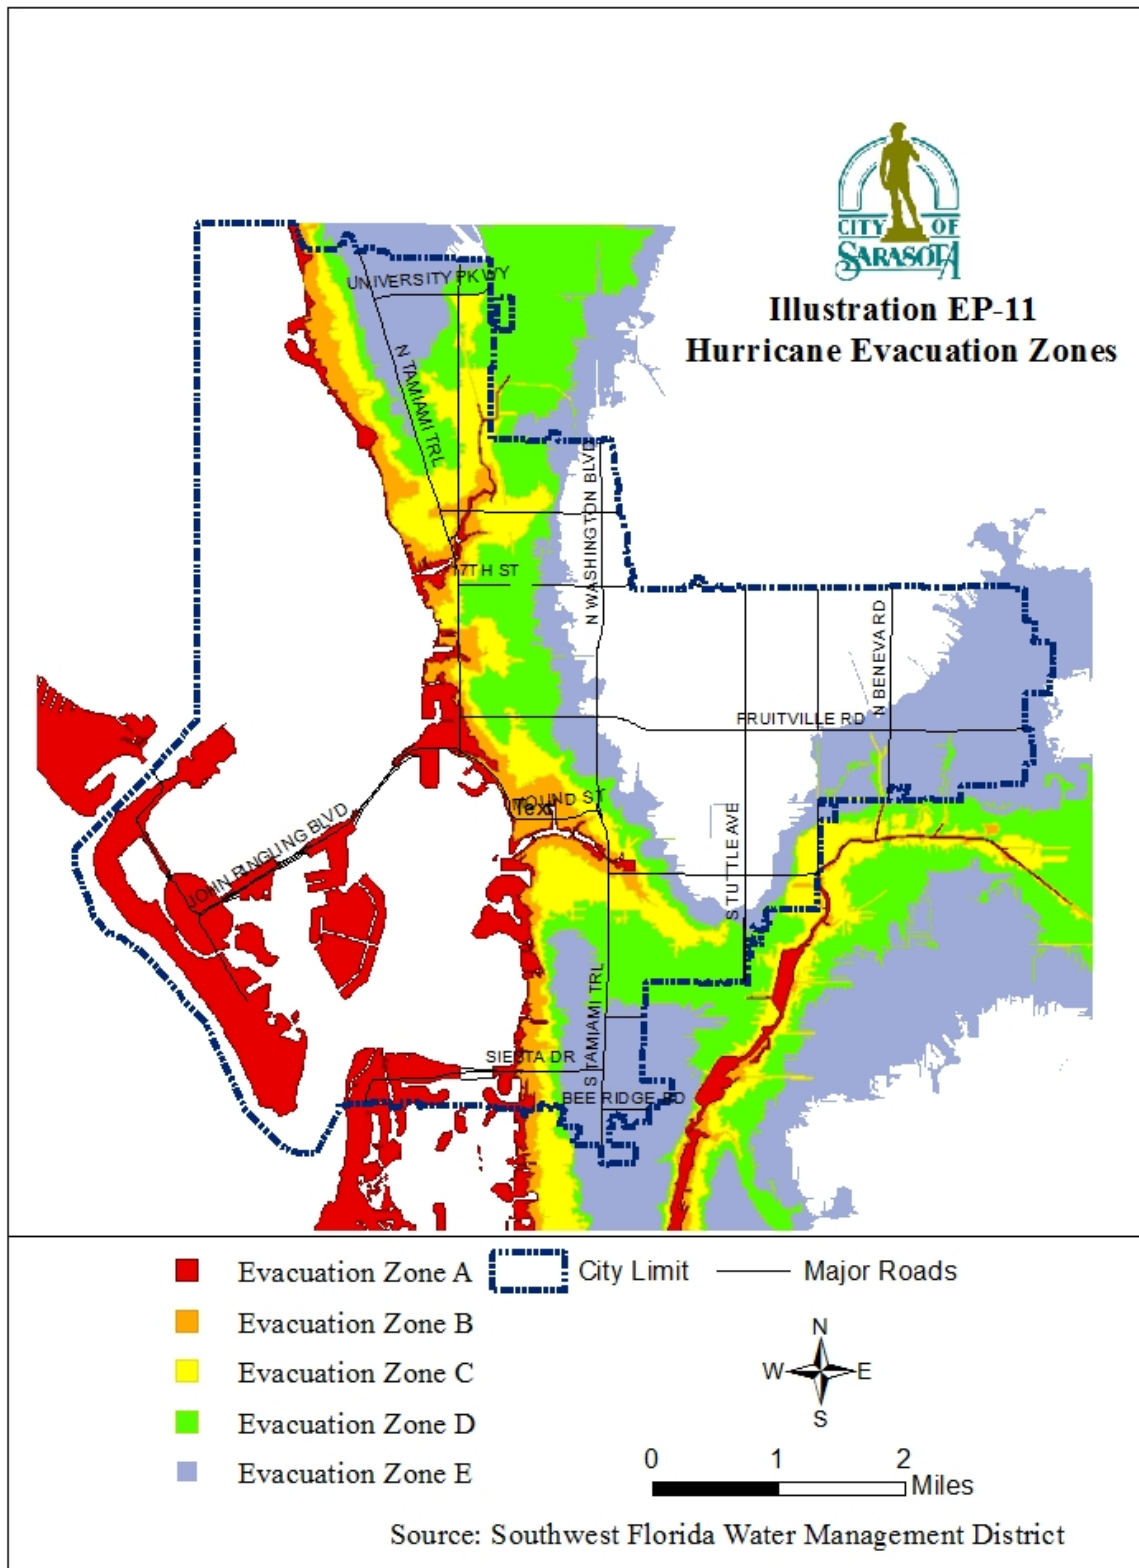 CITY OF
SARASOTA
Illustration EP-11
Hurricane Evacuation Zones
UNIVERSITY PKWY
N TAMIAMI TRL
N WASHINGTON BLVD
17TH ST
N BENEVA RD
FRUITVILLE RD
MOUND ST
Text
JOHN RINGLING BLVD
S TUTTLE AVE
S TAMIAMI TRL
SIESTA DR
BEE RIDGE RD
Evacuation Zone A
City Limit
Major Roads
Evacuation Zone B
Evacuation Zone C
Evacuation Zone D
Evacuation Zone E
N
W E
S
0 1 2
Miles
Source: Southwest Florida Water Management District